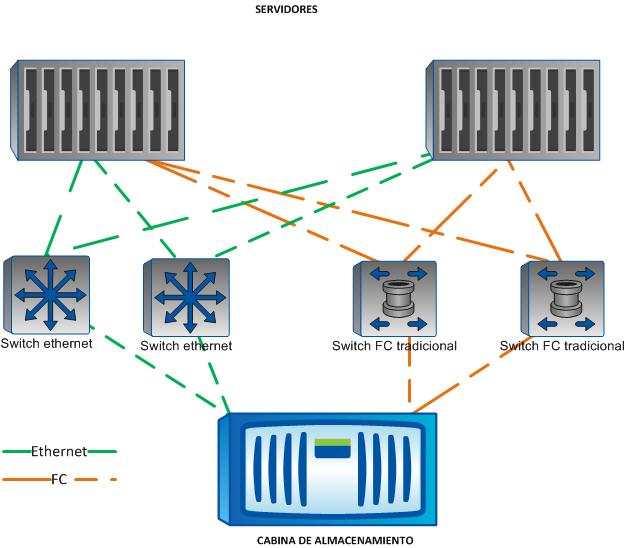 SERVIDORES
Switch ethernet
Switch ethernet
Switch FC tradicional
Switch FC tradicional
Ethernet
FC
CABINA DE ALMACENAMIENTO